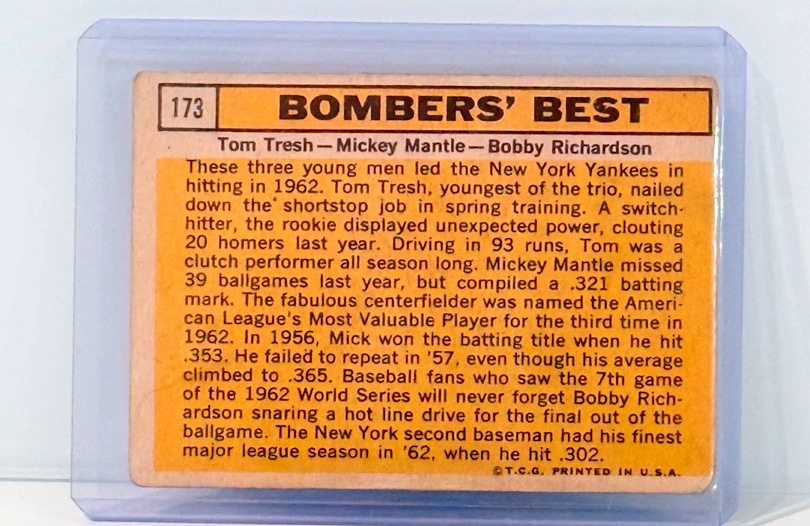 173
BOMBERS' BEST
Tom Tresh—Mickey Mantle—Bobby Richardson
These three young men led the New York Yankees in
hitting in 1962. Tom Tresh, youngest of the trio, nailed
down the shortstop job in spring training. A switch-
hitter, the rookie displayed unexpected power, clouting
20 homers last year. Driving in 93 runs, Tom was a
clutch performer all season long. Mickey Mantle missed
39 ballgames last year, but compiled a .321 batting
mark. The fabulous centerfielder was named the Ameri-
can League's Most Valuable Player for the third time in
1962. In 1956, Mick won the batting title when he hit
.353. He failed to repeat in '57, even though his average
climbed to .365. Baseball fans who saw the 7th game
of the 1962 World Series will never forget Bobby Rich-
ardson snaring a hot line drive for the final out of the
ballgame. The New York second baseman had his finest
major league season in '62, when he hit .302.
©T.C.G. PRINTED IN U.S.A.